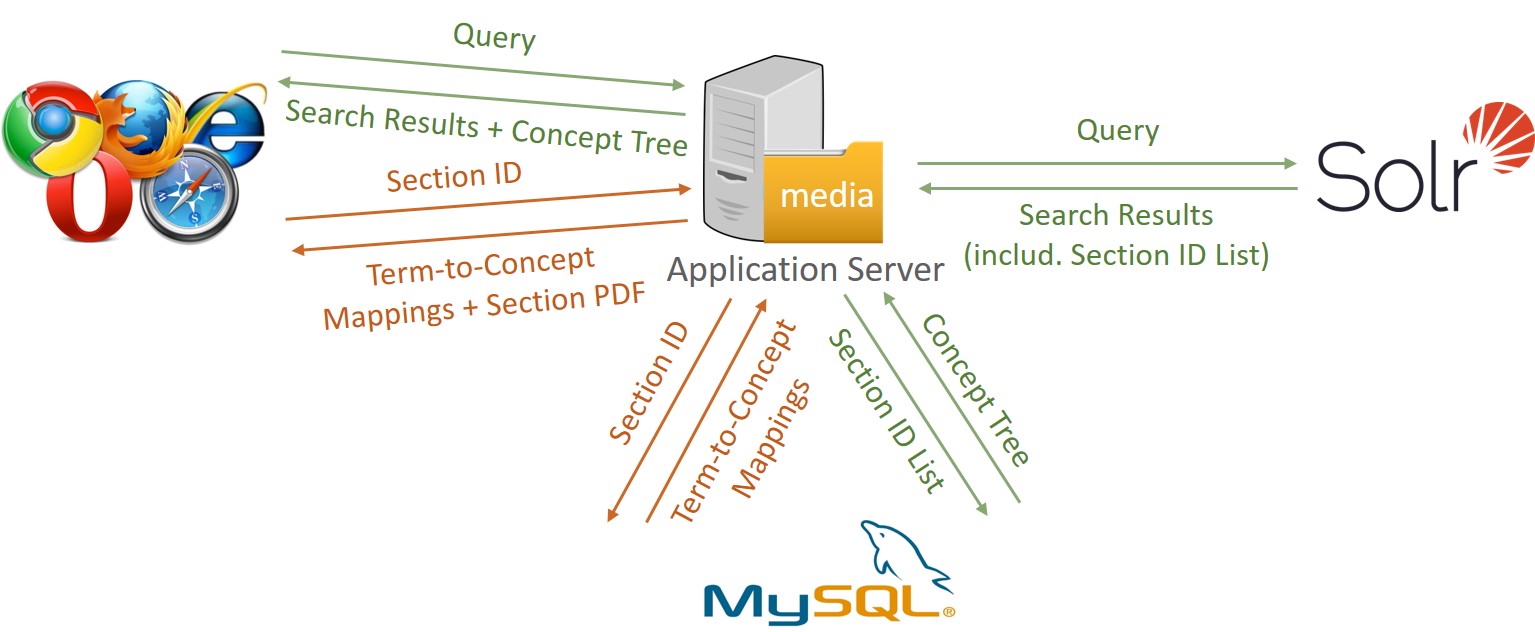 Query
Search Results + Concept Tree
Section ID
Term-to-Concept
Mappings + Section PDF
media
Application Server
Query
Search Results
(includ. Section ID List)
Solr
Section ID
Term-to-Concept
Mappings
Section ID List
Concept Tree
MySQL®
N
E
S
W